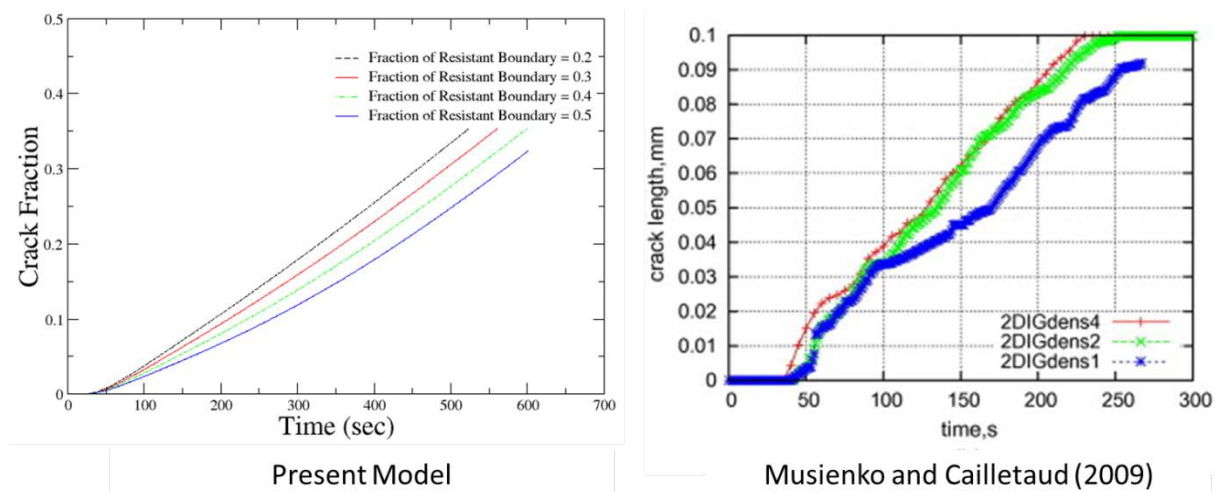 0.5
0.4
0.3
0.2
0.1
0
Crack Fraction
Fraction of Resistant Boundary = 0.2
Fraction of Resistant Boundary = 0.3
Fraction of Resistant Boundary = 0.4
Fraction of Resistant Boundary = 0.5
0 100 200 300 400 500 600 700
Time (sec)
Present Model
0.1
0.09
0.08
0.07
0.06
0.05
0.04
0.03
0.02
0.01
0
crack length,mm
2DIGdens4
2DIGdens2
2DIGdens1
0 50 100 150 200 250 300
time,s
Musienko and Cailletaud (2009)